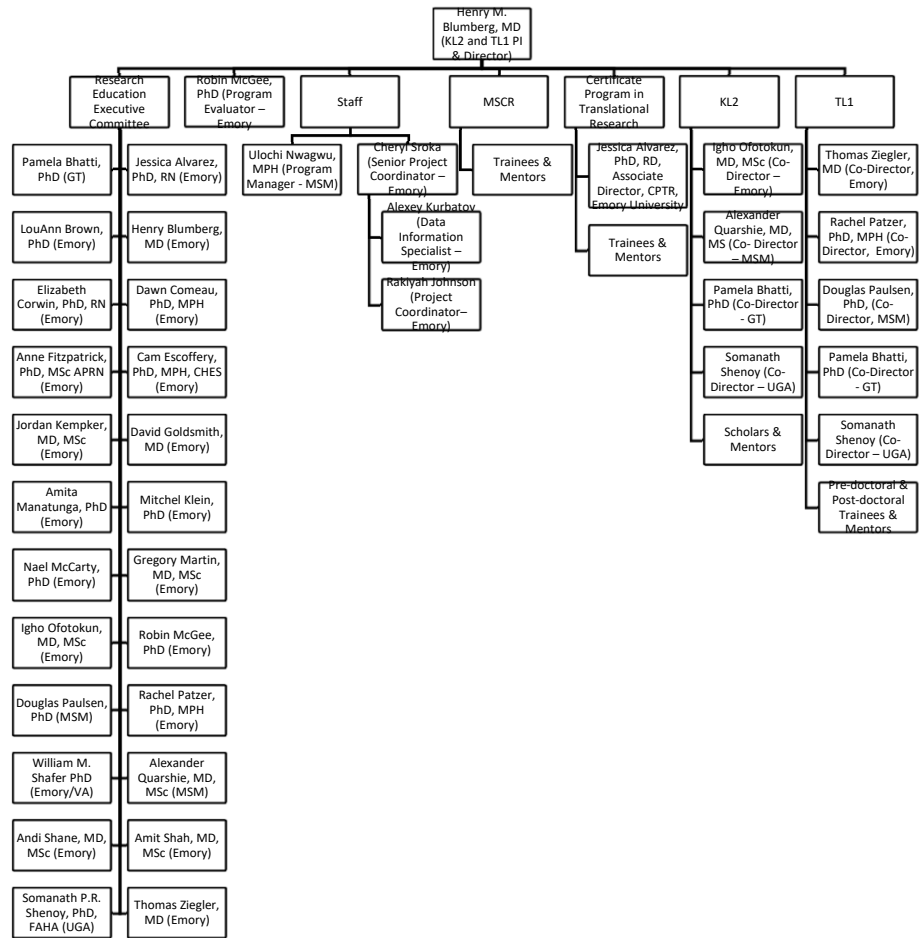 Henry M.
Blumberg, MD
(KL2 and TL1 PI
& Director)
Research
Education
Executive
Committee
Robin McGee,
PhD (Program
Evaluator –
Emory
Staff
MSCR
Certificate
Program in
Translational
Research
KL2
TL1
Pamela Bhatti,
PhD (GT)
Jessica Alvarez,
PhD, RN (Emory)
LouAnn Brown,
PhD (Emory)
Henry Blumberg,
MD (Emory)
Elizabeth
Corwin, PhD, RN
(Emory)
Dawn Comeau,
PhD, MPH
(Emory)
Anne Fitzpatrick,
PhD, MSc APRN
(Emory)
Cam Escoffery,
PhD, MPH, CHES
(Emory)
Jordan Kempker,
MD, MSc
(Emory)
David Goldsmith,
MD (Emory)
Amita
Manatunga, PhD
(Emory)
Mitchel Klein,
PhD (Emory)
Nael McCarty,
PhD (Emory)
Gregory Martin,
MD, MSc
(Emory)
Igho Ofotokun,
MD, MSc
(Emory)
Robin McGee,
PhD (Emory)
Douglas Paulsen,
PhD (MSM)
Rachel Patzer,
PhD, MPH
(Emory)
William M.
Shafer PhD
(Emory/VA)
Alexander
Quarshie, MD,
MSc (MSM)
Andi Shane, MD,
MSc (Emory)
Amit Shah, MD,
MSc (Emory)
Somanath P.R.
Shenoy, PhD,
FAHA (UGA)
Thomas Ziegler,
MD (Emory)
Ulochi Nwagwu,
MPH (Program
Manager - MSM)
Cheryl Sroka
(Senior Project
Coordinator –
Emory)
Alexey Kurbatov
(Data
Information
Specialist –
Emory)
Rakiyah Johnson
(Project
Coordinator–
Emory)
Trainees &
Mentors
Jessica Alvarez,
PhD, RD,
Associate
Director, CPTR,
Emory University
Trainees &
Mentors
Igho Ofotokun,
MD, MSc (Co-
Director –
Emory)
Alexander
Quarshie, MD,
MS (Co- Director
– MSM)
Pamela Bhatti,
PhD (Co-Director
- GT)
Somanath
Shenoy (Co-
Director – UGA)
Scholars &
Mentors
Thomas Ziegler,
MD (Co-Director,
Emory)
Rachel Patzer,
PhD, MPH (Co-
Director, Emory)
Douglas Paulsen,
PhD, (Co-
Director, MSM)
Pamela Bhatti,
PhD (Co-Director
- GT)
Somanath
Shenoy (Co-
Director – UGA)
Pre-doctoral &
Post-doctoral
Trainees &
Mentors